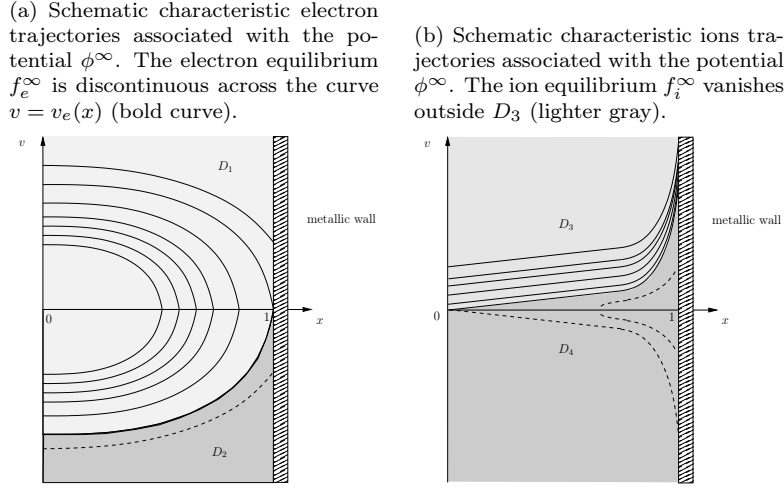 (a) Schematic characteristic electron
trajectories associated with the po-
tential ϕ^∞. The electron equilibrium
f_e^∞ is discontinuous across the curve
v = v_e(x) (bold curve).
(b) Schematic characteristic ions tra-
jectories associated with the potential
ϕ^∞. The ion equilibrium f_i^∞ vanishes
outside D_3 (lighter gray).
v
D_1
metallic wall
0
1
x
D_2
v
D_3
metallic wall
0
1
x
D_4